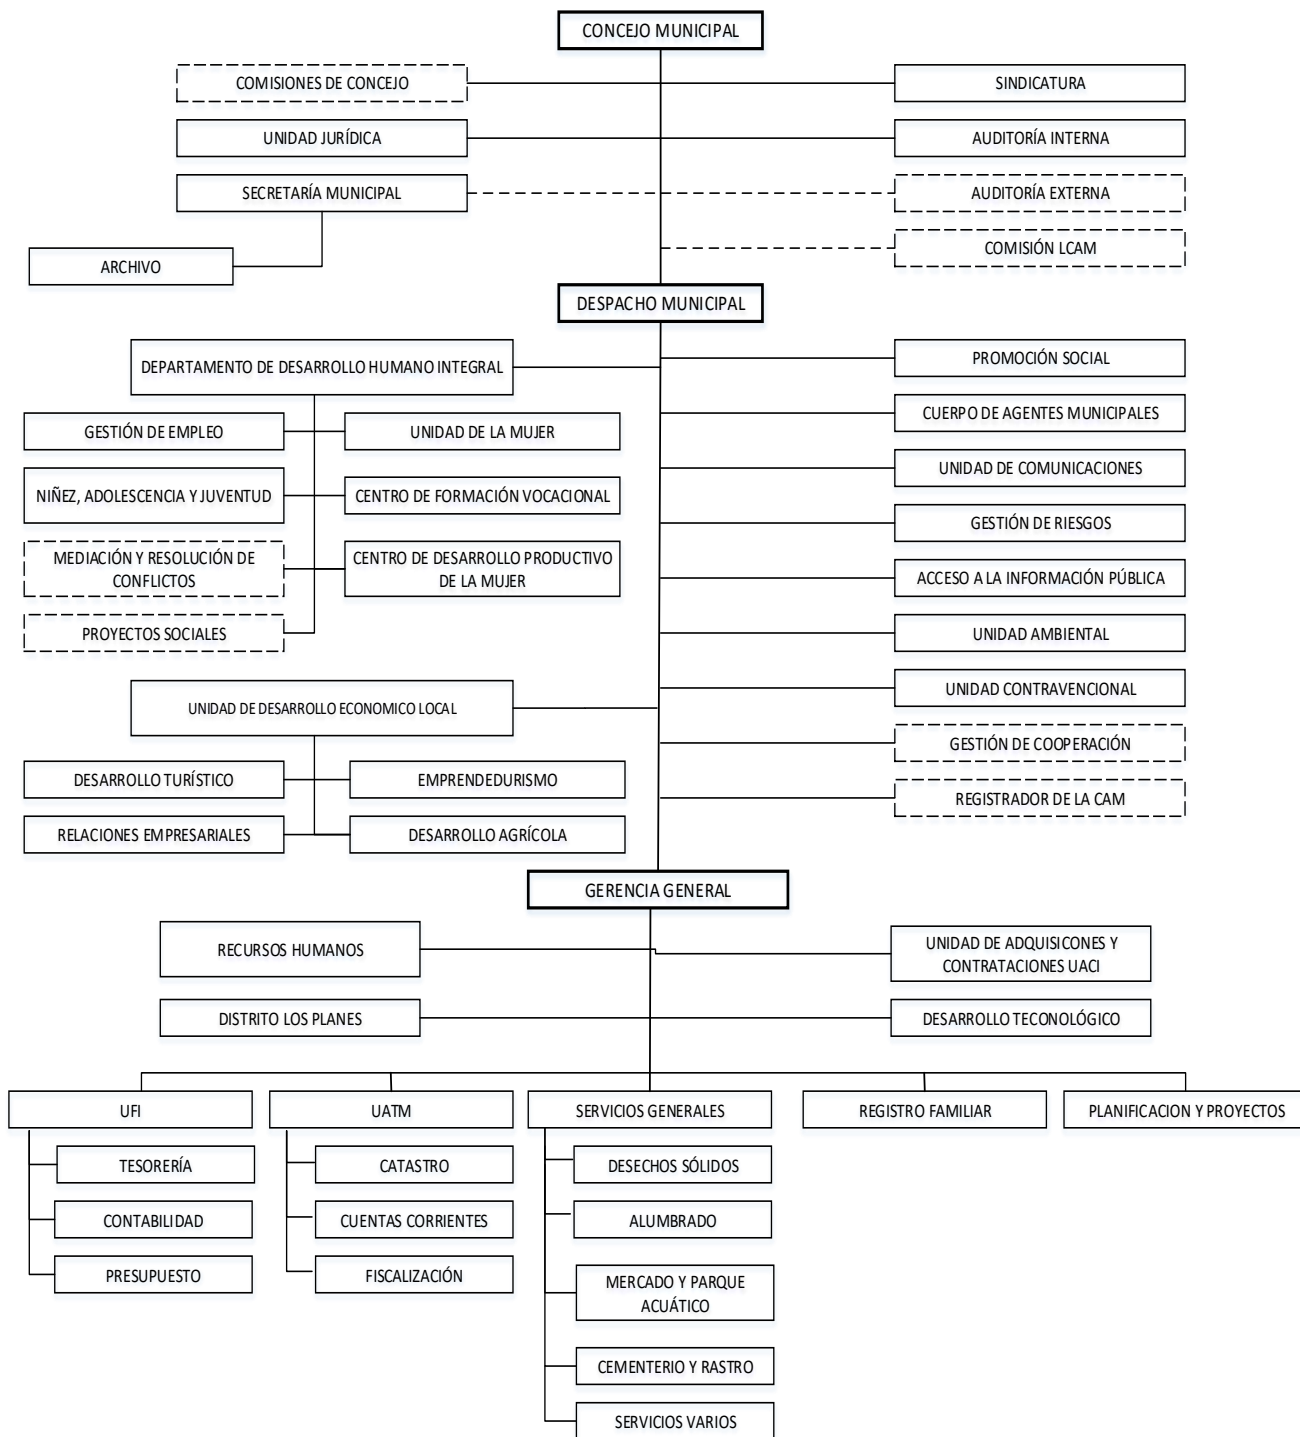 CONCEJO MUNICIPAL
COMISIONES DE CONCEJO
SINDICATURA
UNIDAD JURÍDICA
AUDITORÍA INTERNA
SECRETARÍA MUNICIPAL
AUDITORÍA EXTERNA
COMISIÓN LCAM
ARCHIVO
DESPACHO MUNICIPAL
DEPARTAMENTO DE DESARROLLO HUMANO INTEGRAL
PROMOCIÓN SOCIAL
CUERPO DE AGENTES MUNICIPALES
GESTIÓN DE EMPLEO
UNIDAD DE LA MUJER
UNIDAD DE COMUNICACIONES
NIÑEZ, ADOLESCENCIA Y JUVENTUD
CENTRO DE FORMACIÓN VOCACIONAL
GESTIÓN DE RIESGOS
MEDIACIÓN Y RESOLUCIÓN DE
CONFLICTOS
CENTRO DE DESARROLLO PRODUCTIVO
DE LA MUJER
ACCESO A LA INFORMACIÓN PÚBLICA
PROYECTOS SOCIALES
UNIDAD AMBIENTAL
UNIDAD CONTRAVENCIONAL
UNIDAD DE DESARROLLO ECONOMICO LOCAL
GESTIÓN DE COOPERACIÓN
DESARROLLO TURÍSTICO
EMPRENDEDURISMO
REGISTRADOR DE LA CAM
RELACIONES EMPRESARIALES
DESARROLLO AGRÍCOLA
GERENCIA GENERAL
RECURSOS HUMANOS
UNIDAD DE ADQUISICONES Y
CONTRATACIONES UACI
DISTRITO LOS PLANES
DESARROLLO TECONOLÓGICO
UFI
UATM
SERVICIOS GENERALES
REGISTRO FAMILIAR
PLANIFICACION Y PROYECTOS
TESORERÍA
CATASTRO
DESECHOS SÓLIDOS
CONTABILIDAD
CUENTAS CORRIENTES
ALUMBRADO
PRESUPUESTO
FISCALIZACIÓN
MERCADO Y PARQUE
ACUÁTICO
CEMENTERIO Y RASTRO
SERVICIOS VARIOS